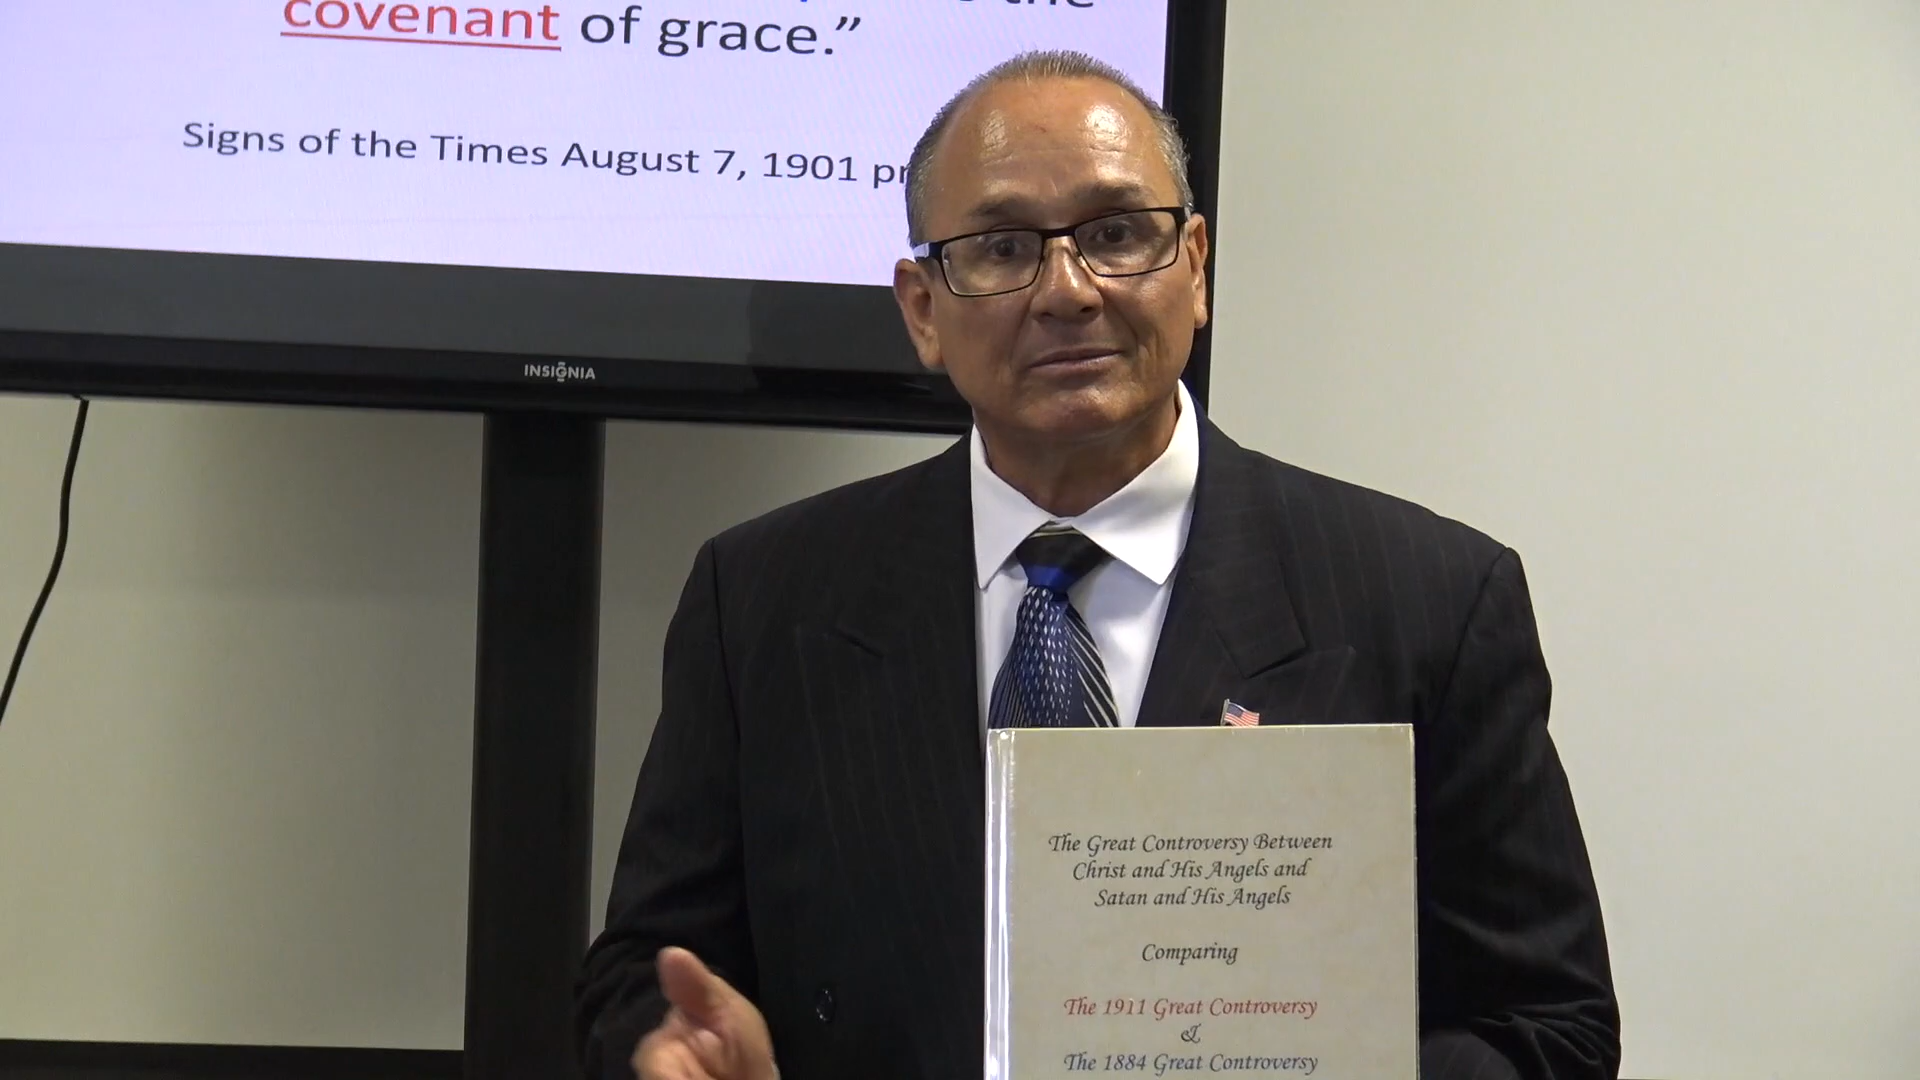 the
covenant of grace.”
Signs of the Times August 7, 1901
INSIGNIA
The Great Controversy Between
Christ and His Angels and
Satan and His Angels
Comparing
The 1911 Great Controversy
&
The 1884 Great Controversy